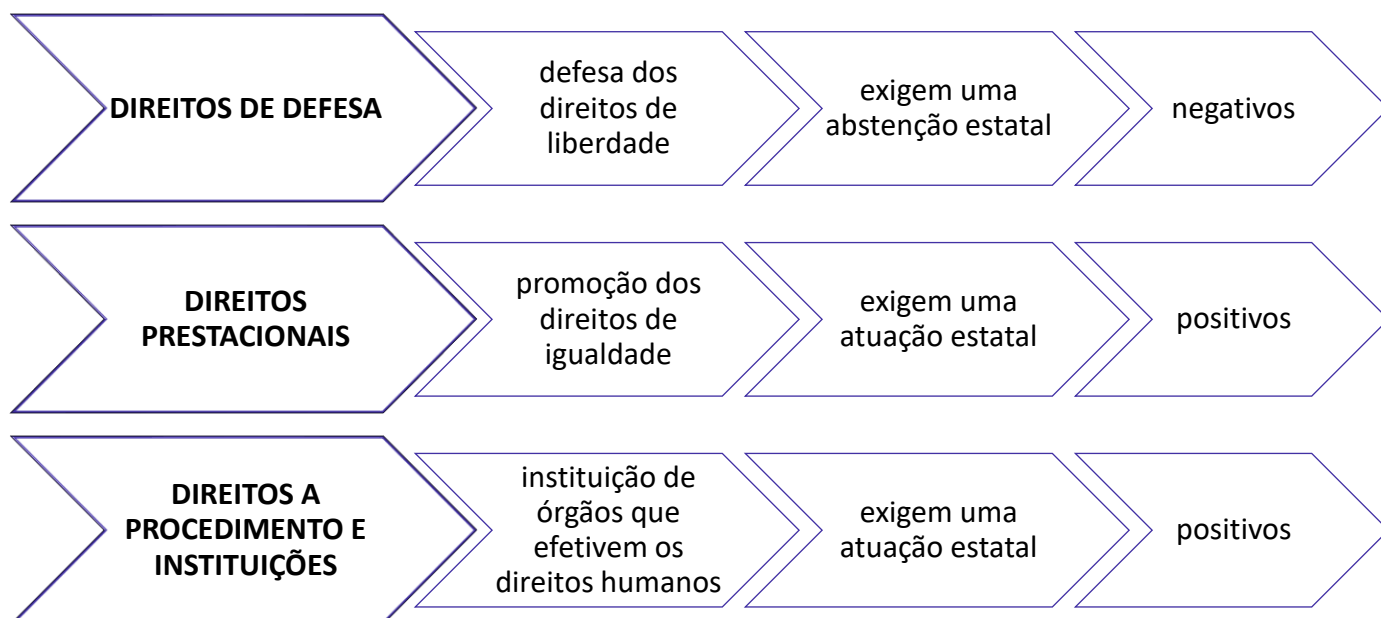 DIREITOS DE DEFESA
defesa dos
direitos de
liberdade
exigem uma
abstenção estatal
negativos
DIREITOS
PRESTACIONAIS
promoção dos
direitos de
igualdade
exigem uma
atuação estatal
positivos
DIREITOS A
PROCEDIMENTO E
INSTITUIÇÕES
instituição de
órgãos que
efetivem os
direitos humanos
exigem uma
atuação estatal
positivos